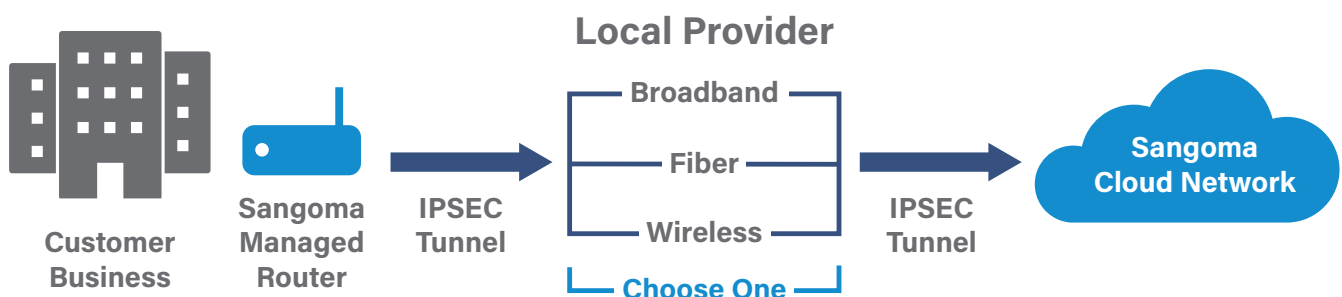 Local Provider
Broadband
Fiber
Wireless
Choose One
Customer
Business
Sangoma
Managed
Router
IPSEC
Tunnel
IPSEC
Tunnel
Sangoma
Cloud Network